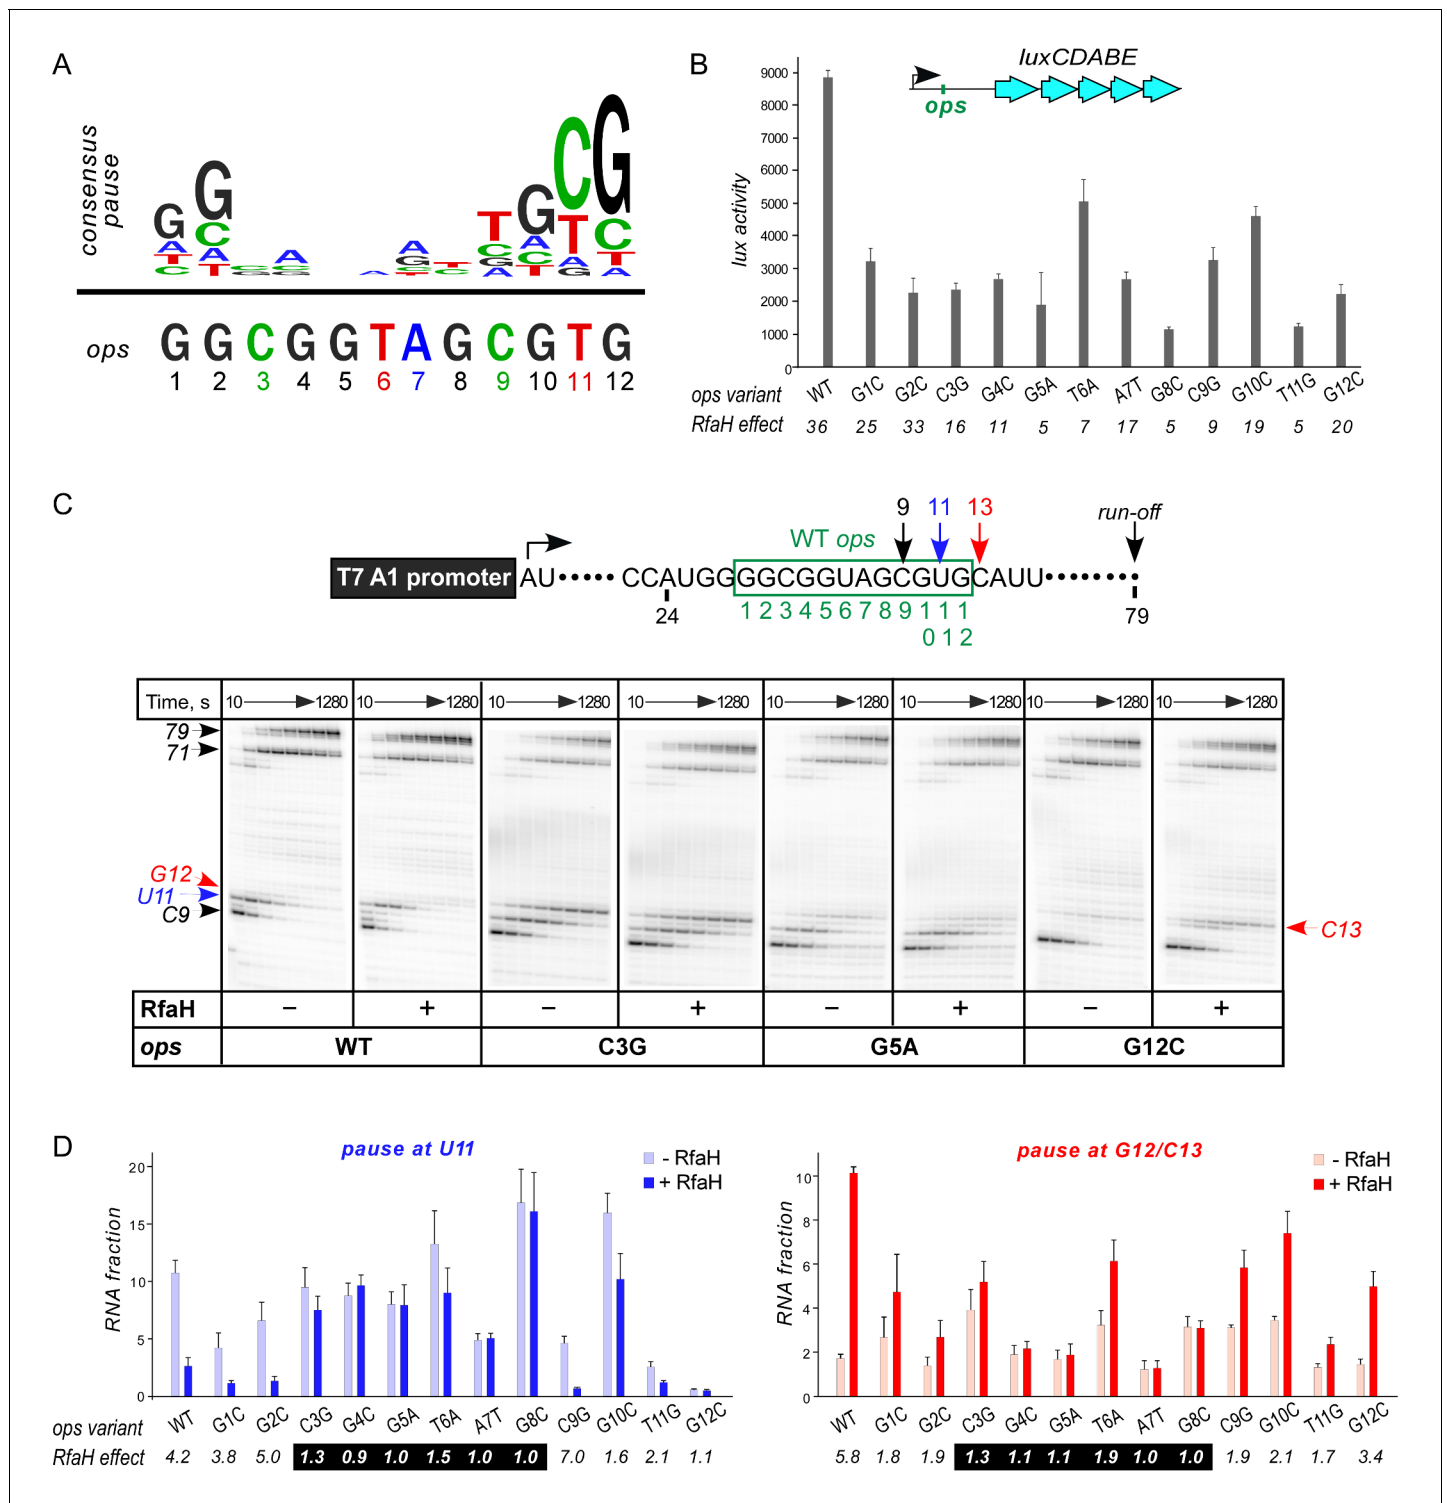 A
consensus
pause
G G
A C
T A
C T
C G
A C G
A
A G C T
T C
T C G A
G A C T
C T A G
G C T A
ops G G C G G T A G C G T G
1 2 3 4 5 6 7 8 9 10 11 12
B
luxCDABE
ops
lux activity
9000
8000
7000
6000
5000
4000
3000
2000
1000
0
ops variant WT G1C G2C C3G G4C G5A T6A A7T G8C C9G G10C T11G G12C
RfaH effect 36 25 33 16 11 5 7 17 5 9 19 5 20
C
9 11 13 run-off
WT ops
T7 A1 promoter AU••••• CCAUGGGGCGGUAGCGUGCAUU••••••••
24 1 2 3 4 5 6 7 8 9 1 1 1 79
0 1 2
Time, s 10 1280 10 1280 10 1280 10 1280 10 1280 10 1280 10 1280 10 1280
79
71
G12
U11
C9
C13
RfaH – + – + – + – +
ops WT C3G G5A G12C
D
pause at U11
- RfaH
+ RfaH
RNA fraction
20
15
10
5
0
ops variant WT G1C G2C C3G G4C G5A T6A A7T G8C C9G G10C T11G G12C
RfaH effect 4.2 3.8 5.0 1.3 0.9 1.0 1.5 1.0 1.0 7.0 1.6 2.1 1.1
pause at G12/C13
- RfaH
+ RfaH
RNA fraction
10
8
6
4
2
0
WT G1C G2C C3G G4C G5A T6A A7T G8C C9G G10C T11G G12C
5.8 1.8 1.9 1.3 1.1 1.1 1.9 1.0 1.0 1.9 2.1 1.7 3.4